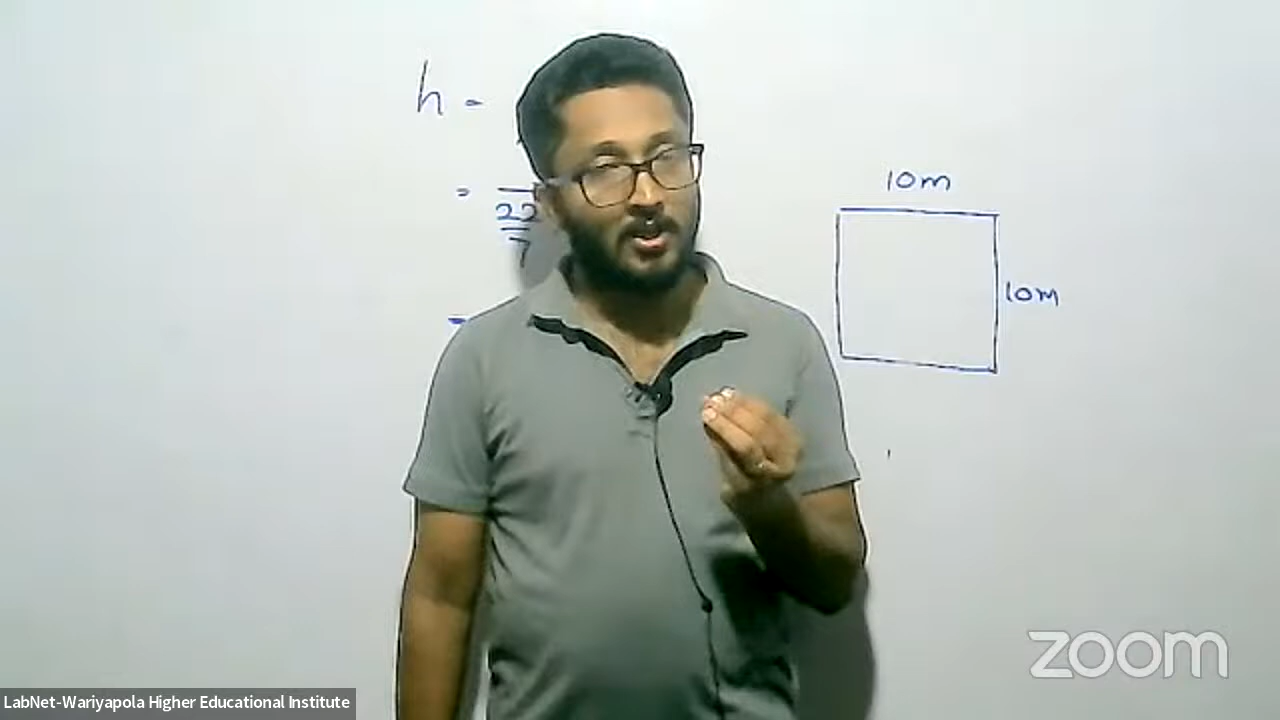 h =
=
22
7
=
10m
10m
zoom
LabNet-Wariyapola Higher Educational Institute